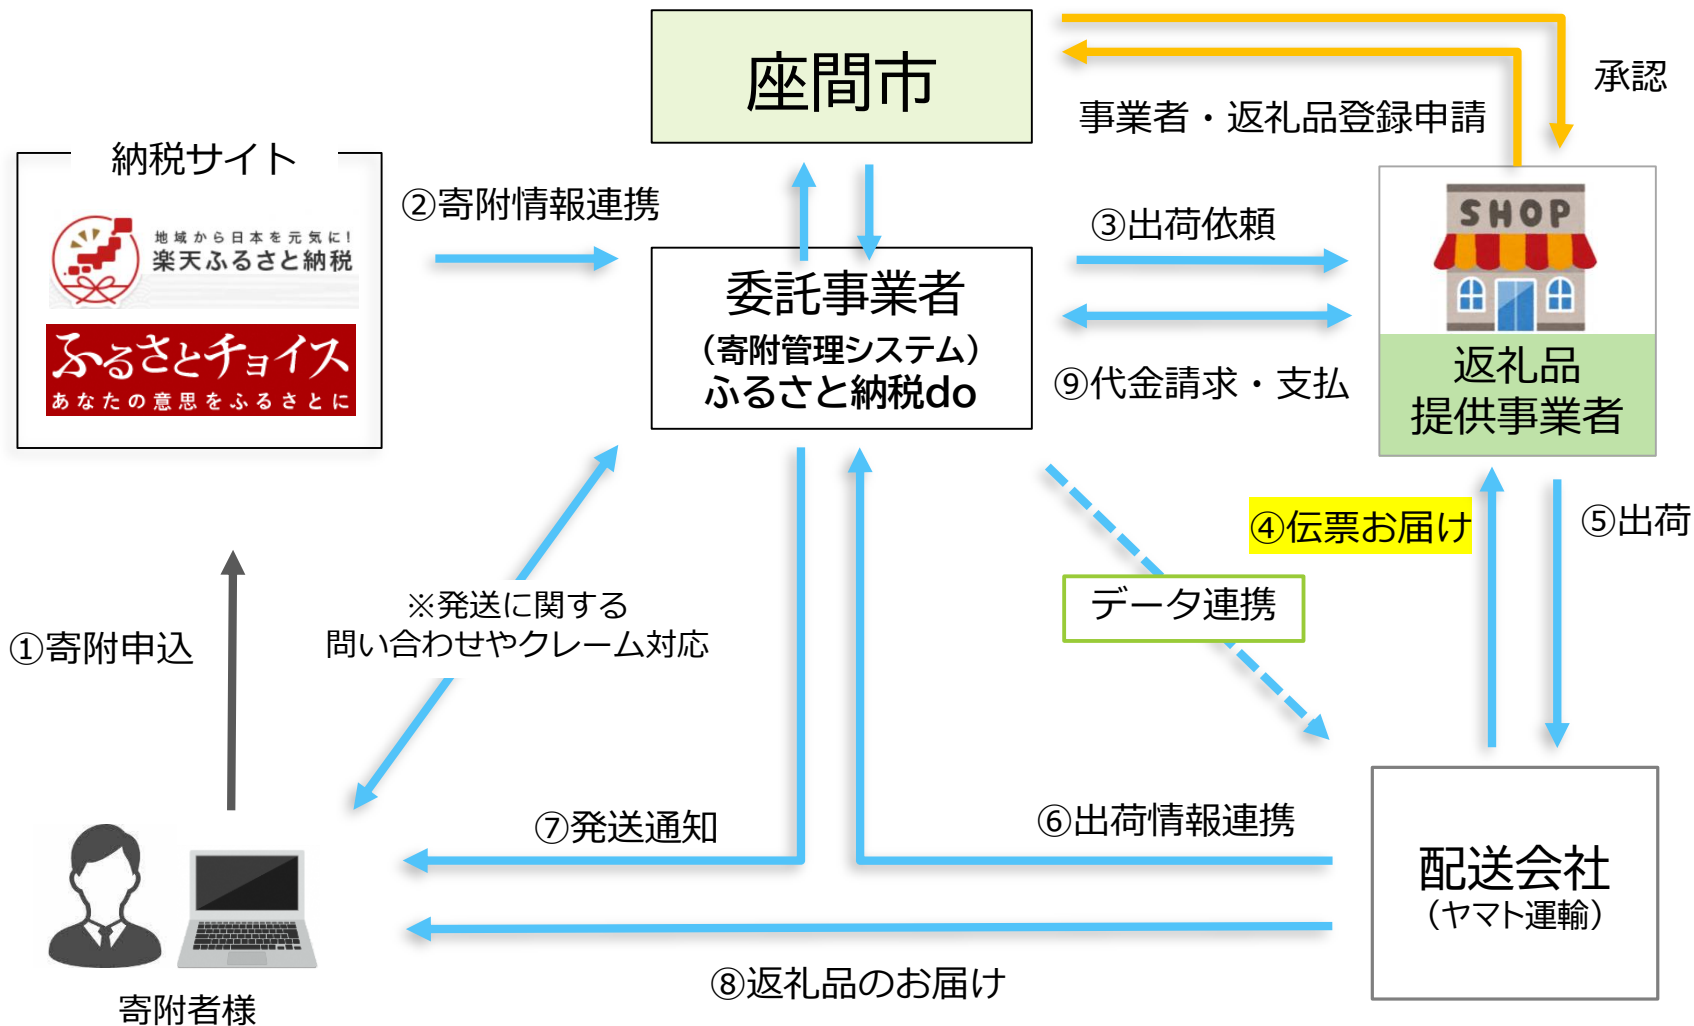 座間市
承認
事業者・返礼品登録申請
納税サイト
地域から日本を元気に!
楽天ふるさと納税
ふるさとチョイス
あなたの意思をふるさとに
②寄附情報連携
委託事業者
（寄附管理システム）
ふるさと納税do
③出荷依頼
⑨代金請求・支払
SHOP
返礼品
提供事業者
④伝票お届け
⑤出荷
データ連携
①寄附申込
※発送に関する
問い合わせやクレーム対応
⑦発送通知
⑥出荷情報連携
配送会社
（ヤマト運輸）
⑧返礼品のお届け
寄附者様